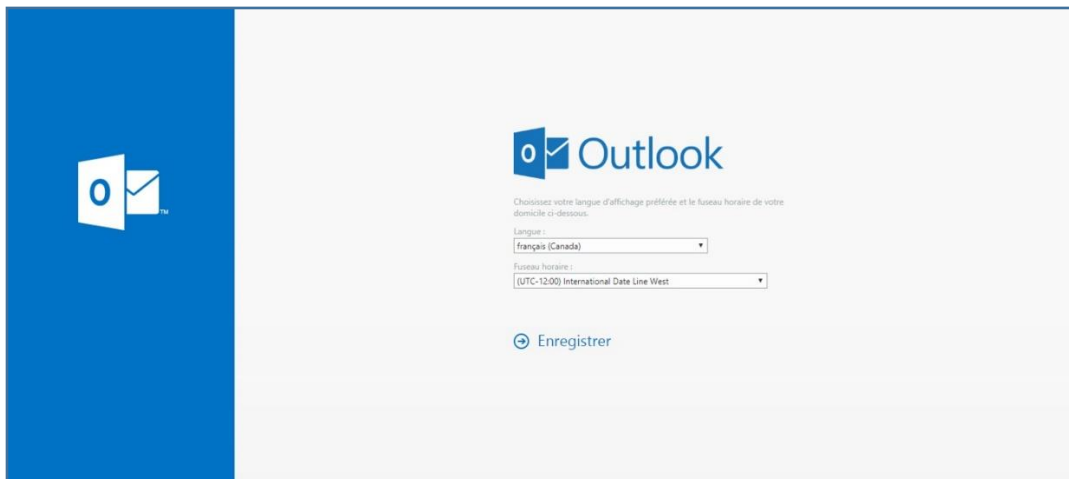 O
TM
O Outlook
Choisissez votre langue d'affichage préférée et le fuseau horaire de votre
domicile ci-dessous.
Langue :
français (Canada)
Fuseau horaire :
(UTC-12:00) International Date Line West
Enregistrer